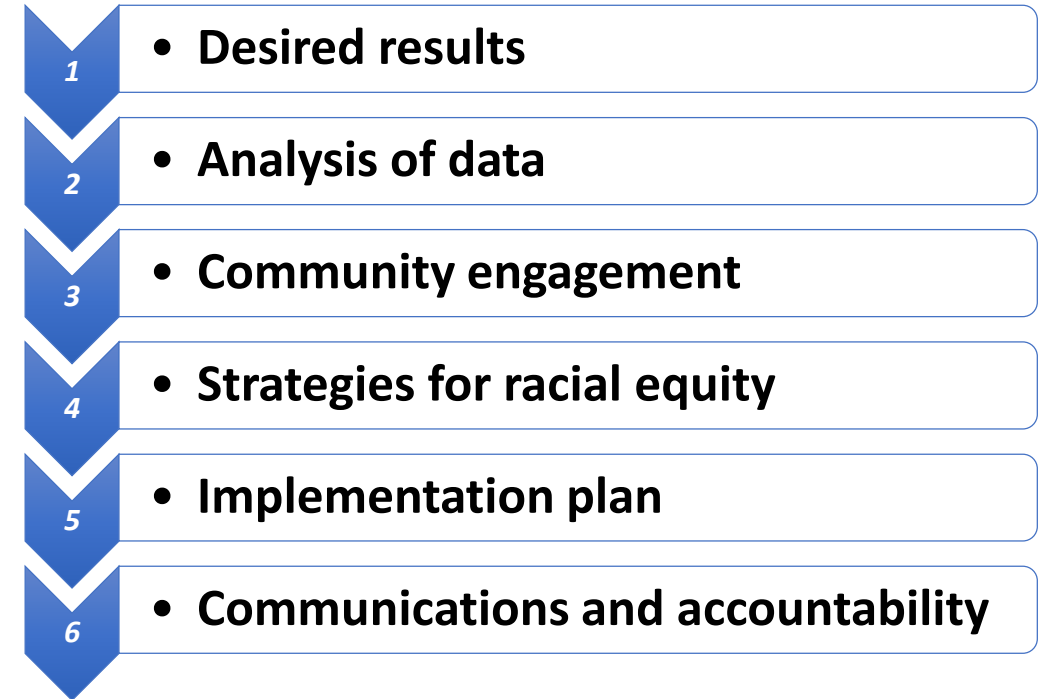 1
• Desired results
2
• Analysis of data
3
• Community engagement
4
• Strategies for racial equity
5
• Implementation plan
6
• Communications and accountability